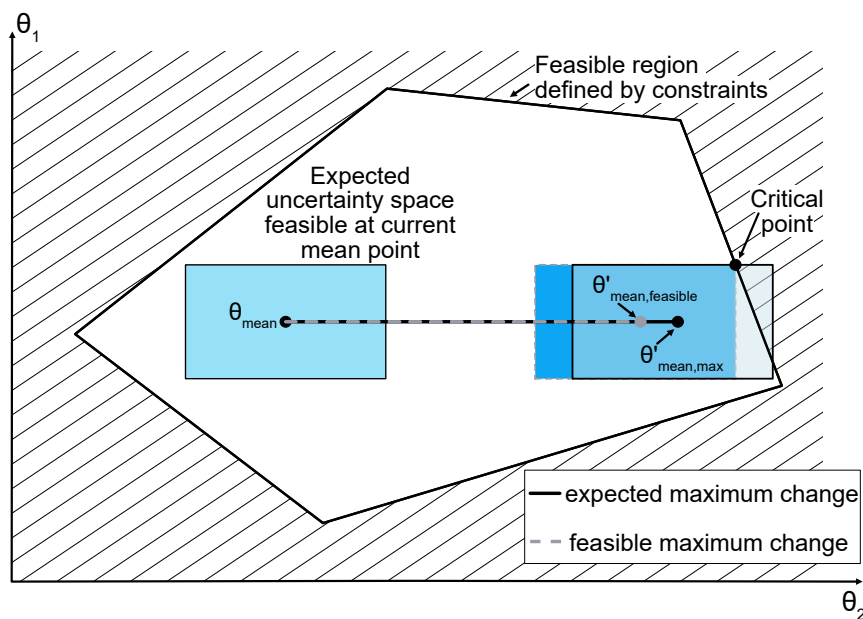 θ1
Feasible region
defined by constraints
Expected
uncertainty space
feasible at current
mean point
Critical
point
θmean
θ'mean,feasible
θ'mean,max
expected maximum change
feasible maximum change
θ2